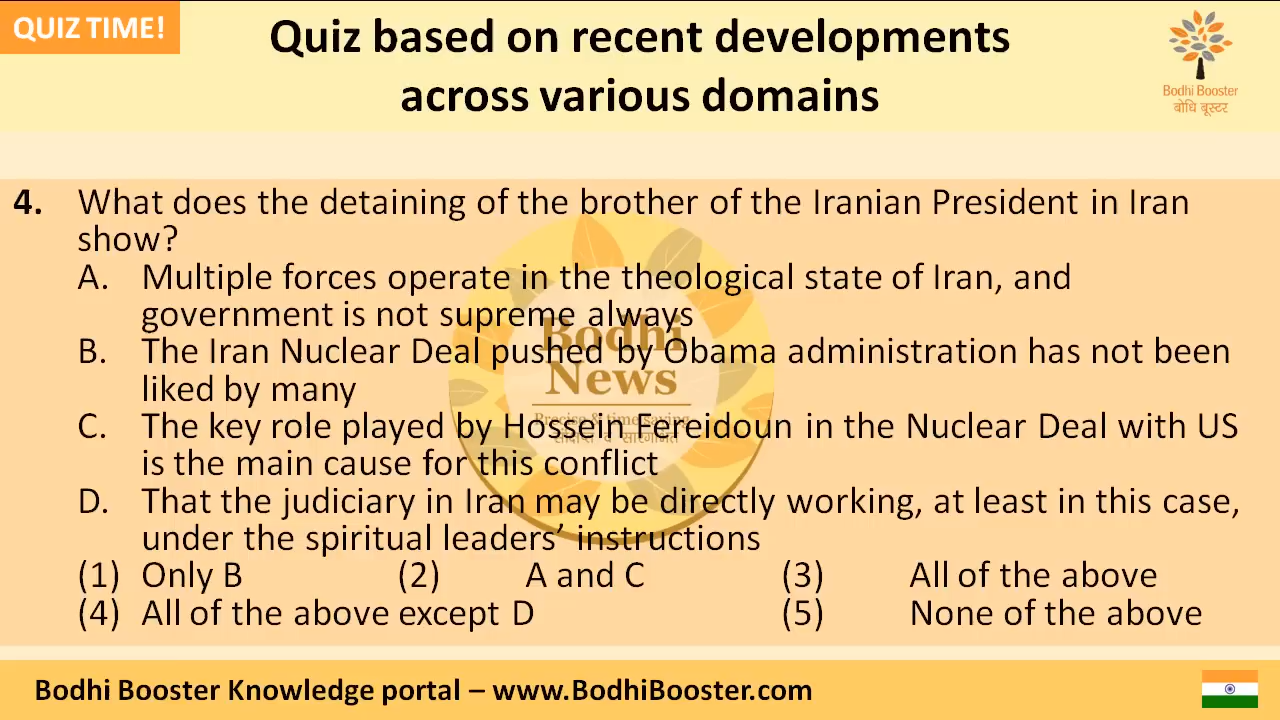 QUIZ TIME!
Quiz based on recent developments
across various domains
Bodhi Booster
बोधि बूस्टर
4. What does the detaining of the brother of the Iranian President in Iran
show?
A. Multiple forces operate in the theological state of Iran, and
government is not supreme always
B. The Iran Nuclear Deal pushed by Obama administration has not been
liked by many
C. The key role played by Hossein Fereidoun in the Nuclear Deal with US
is the main cause for this conflict
D. That the judiciary in Iran may be directly working, at least in this case,
under the spiritual leaders’ instructions
(1) Only B (2) A and C (3) All of the above
(4) All of the above except D (5) None of the above
Bodhi
News
Precise & time saving
संक्षिप्त व सारगर्भित
Bodhi Booster Knowledge portal – www.BodhiBooster.com